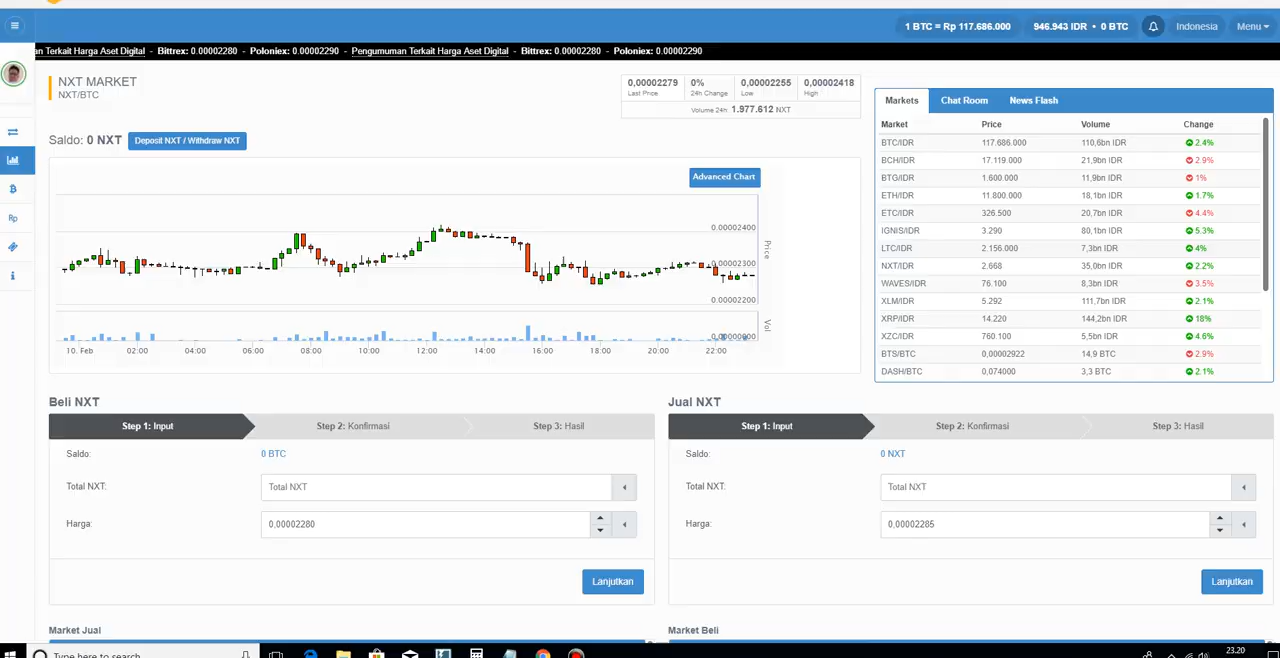 1 BTC = Rp 117.686.000 946.943 IDR • 0 BTC Indonesia Menu
an Terkait Harga Aset Digital - Bittrex: 0.00002280 - Poloniex: 0.00002290 - Pengumuman Terkait Harga Aset Digital - Bittrex: 0.00002280 - Poloniex: 0.00002290
NXT MARKET
NXT/BTC
0,00002279 0% 0,00002255 0,00002418
Last Price 24h Change Low High
Volume 24h: 1.977.612 NXT
Saldo: 0 NXT Deposit NXT / Withdraw NXT
Advanced Chart
0.00002400
0.00002300
0.00002200
Price
0.00000000
Vol
10. Feb 02:00 04:00 06:00 08:00 10:00 12:00 14:00 16:00 18:00 20:00 22:00
Markets Chat Room News Flash
Market Price Volume Change
BTC/IDR 117.686.000 110,6bn IDR 2.4%
BCH/IDR 17.119.000 21,9bn IDR 2.9%
BTG/IDR 1.600.000 11,9bn IDR 1%
ETH/IDR 11.800.000 18,1bn IDR 1.7%
ETC/IDR 326.500 20,7bn IDR 4.4%
IGNIS/IDR 3.290 80,1bn IDR 5.3%
LTC/IDR 2.156.000 7,3bn IDR 4%
NXT/IDR 2.668 35,0bn IDR 2.2%
WAVES/IDR 76.100 8,3bn IDR 3.5%
XLM/IDR 5.292 111,7bn IDR 2.1%
XRP/IDR 14.220 144,2bn IDR 18%
XZC/IDR 760.100 5,5bn IDR 4.6%
BTS/BTC 0,00002922 14,9 BTC 2.9%
DASH/BTC 0,074000 3,3 BTC 2.1%
Beli NXT
Step 1: Input Step 2: Konfirmasi Step 3: Hasil
Saldo: 0 BTC
Total NXT: Total NXT
Harga: 0,00002280
Lanjutkan
Jual NXT
Step 1: Input Step 2: Konfirmasi Step 3: Hasil
Saldo: 0 NXT
Total NXT: Total NXT
Harga: 0,00002285
Lanjutkan
Market Jual Market Beli
Type here to search
23.20